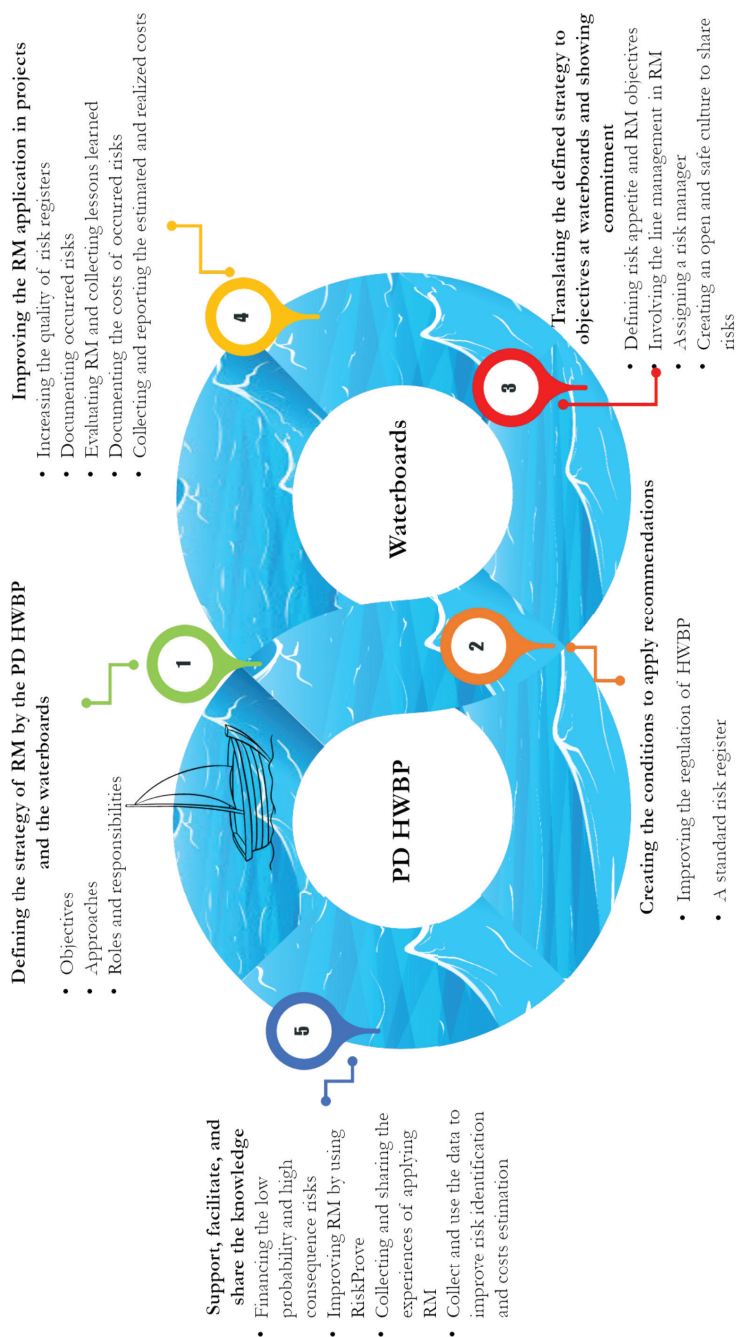 Defining the strategy of RM by the PD HWBP
and the waterboards
• Objectives
• Approaches
• Roles and responsibilities
1
Creating the conditions to apply recommendations
• Improving the regulation of HWBP
• A standard risk register
2
Translating the defined strategy to
objectives at waterboards and showing
commitment
• Defining risk appetite and RM objectives
• Involving the line management in RM
• Assigning a risk manager
• Creating an open and safe culture to share
risks
3
Improving the RM application in projects
• Increasing the quality of risk registers
• Documenting occurred risks
• Evaluating RM and collecting lessons learned
• Documenting the costs of occurred risks
• Collecting and reporting the estimated and realized costs
4
Support, facilitate, and
share the knowledge
• Financing the low
probability and high
consequence risks
• Improving RM by using
RiskProve
• Collecting and sharing the
experiences of applying
RM
• Collect and use the data to
improve risk identification
and costs estimation
5
PD HWBP
Waterboards